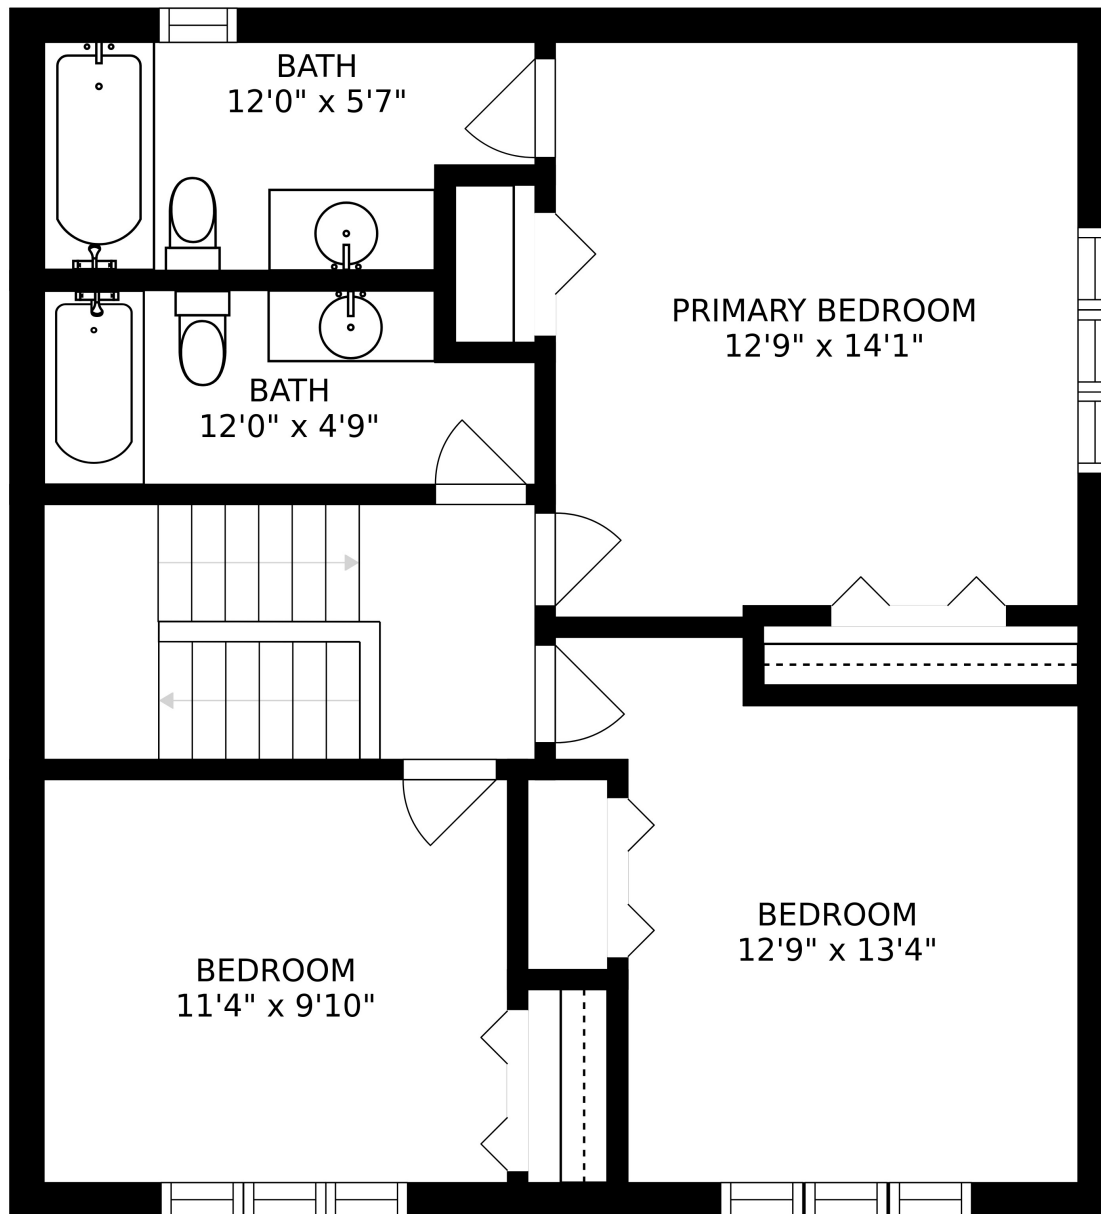 BATH
12'0" x 5'7"
PRIMARY BEDROOM
12'9" x 14'1"
BATH
12'0" x 4'9"
BEDROOM
12'9" x 13'4"
BEDROOM
11'4" x 9'10"